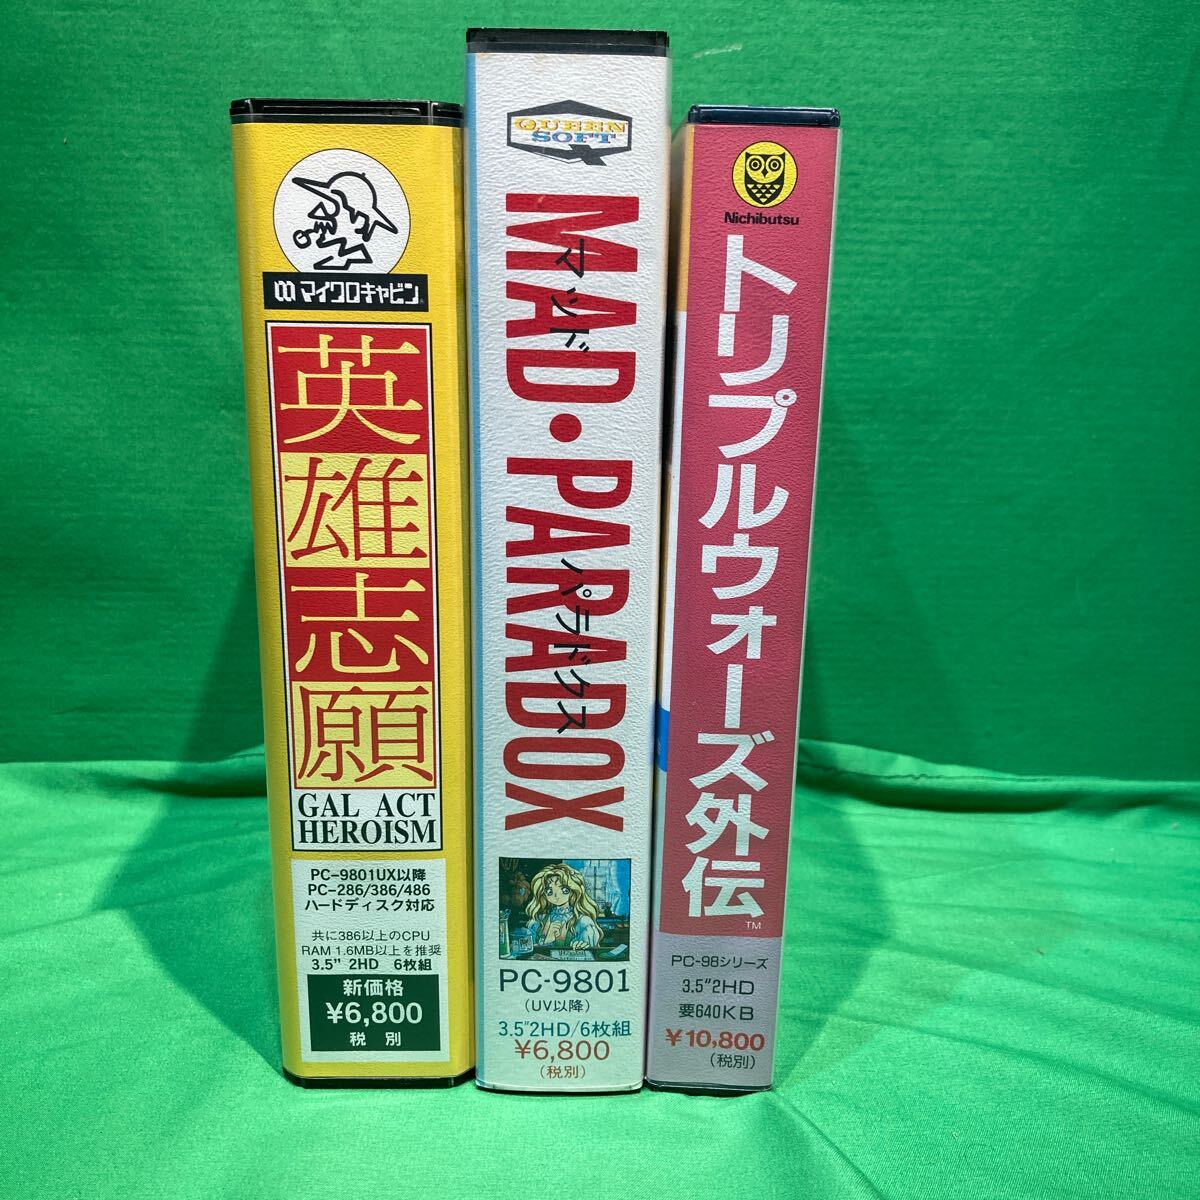 マイクロキャビン
英雄志願
GAL ACT
HEROISM
PC-9801UX以降
PC-286/386/486
ハードディスク対応
共に386以上のCPU
RAM 1.6MB以上を推奨
3.5" 2HD 6枚組
新価格
¥6,800
税別
QUEEN
SOFT
MAD・PARADOX
マッド パラドクス
PC-9801
(UV以降)
3.5"2HD/6枚組
¥6,800
(税別)
Nichibutsu
トリプルウォーズ外伝
TM
PC-98シリーズ
3.5"2HD
要640KB
¥10,800
(税別)